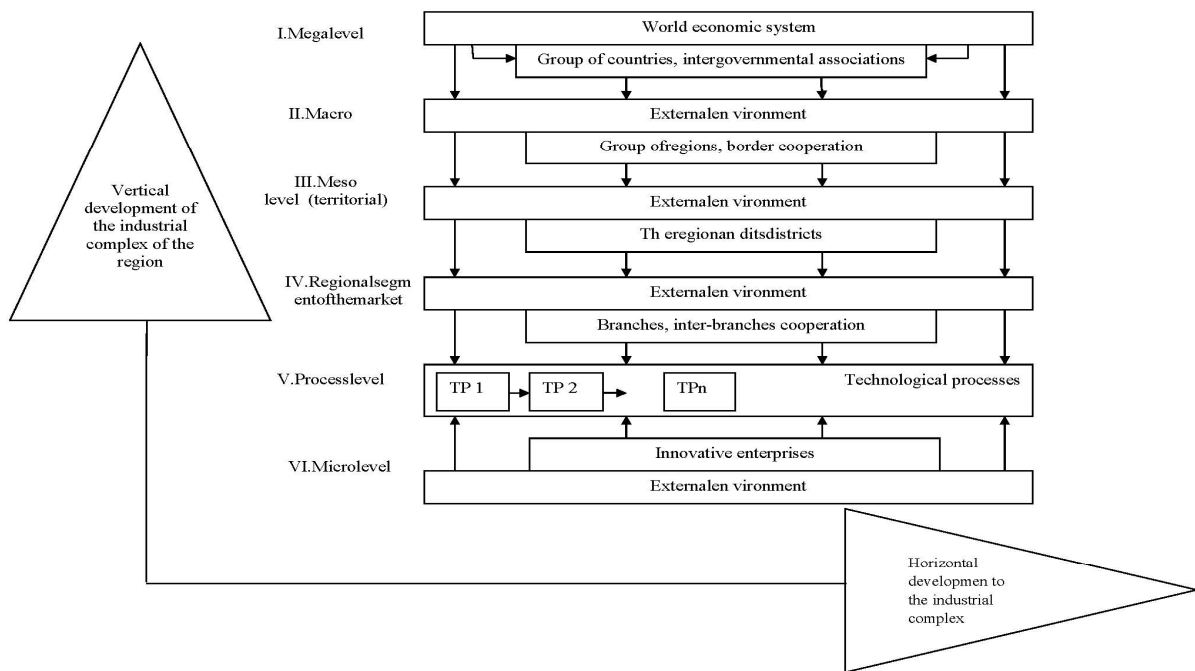 I.Megalevel
World economic system
Group of countries, intergovernmental associations
II.Macro
Externalen vironment
Group ofregions, border cooperation
III.Meso
level (territorial)
Externalen vironment
Th eregionan ditsdistricts
IV.Regionalsegm
entofthemarket
Externalen vironment
Branches, inter-branches cooperation
V.Processlevel
TP 1
TP 2
TPn
Technological processes
VI.Microlevel
Innovative enterprises
Externalen vironment
Vertical
development of
the industrial
complex of the
region
Horizontal
developmen to
the industrial
complex